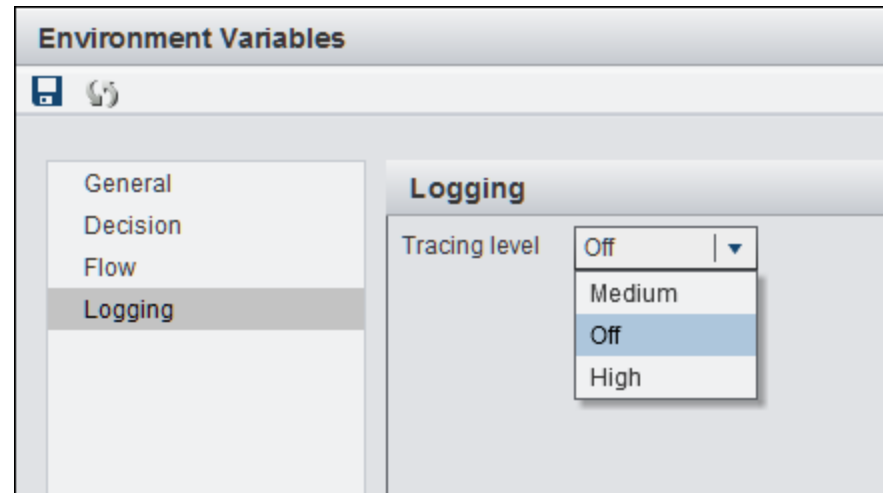 Environment Variables
General
Decision
Flow
Logging
Logging
Tracing level Off
Medium
Off
High